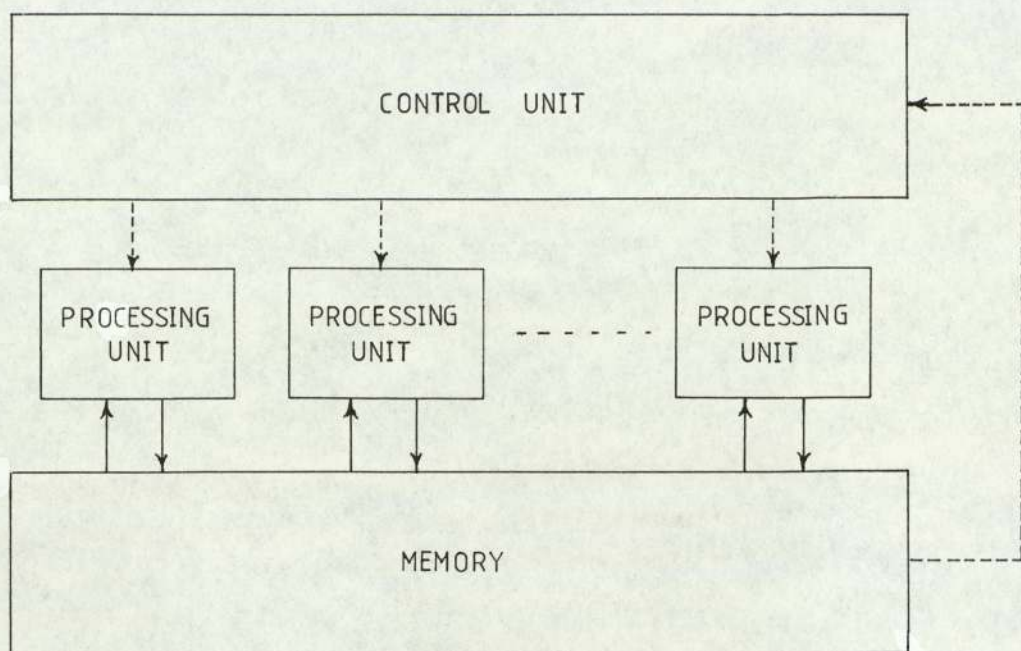 CONTROL UNIT
PROCESSING
UNIT
PROCESSING
UNIT
PROCESSING
UNIT
MEMORY